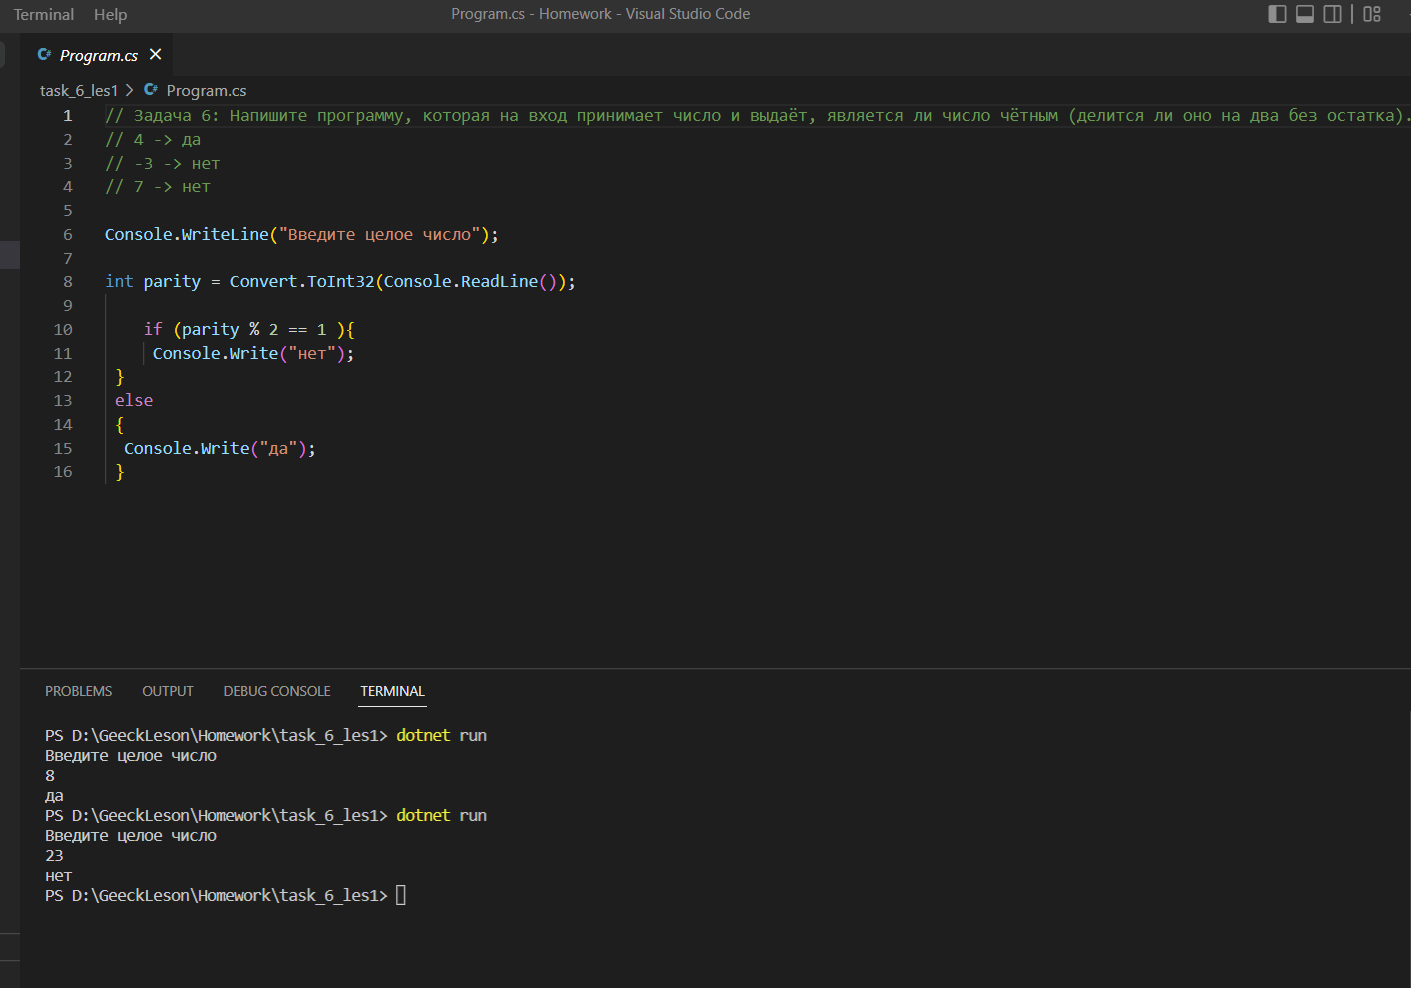 Terminal Help Program.cs - Homework - Visual Studio Code
C# Program.cs
task_6_les1 > C# Program.cs
1 // Задача 6: Напишите программу, которая на вход принимает число и выдаёт, является ли число чётным (делится ли оно на два без остатка).
2 // 4 -> да
3 // -3 -> нет
4 // 7 -> нет
5
6 Console.WriteLine("Введите целое число");
7
8 int parity = Convert.ToInt32(Console.ReadLine());
9
10 if (parity % 2 == 1 ){
11 Console.Write("нет");
12 }
13 else
14 {
15 Console.Write("да");
16 }
PROBLEMS OUTPUT DEBUG CONSOLE TERMINAL
PS D:\GeeckLeson\Homework\task_6_les1> dotnet run
Введите целое число
8
да
PS D:\GeeckLeson\Homework\task_6_les1> dotnet run
Введите целое число
23
нет
PS D:\GeeckLeson\Homework\task_6_les1>